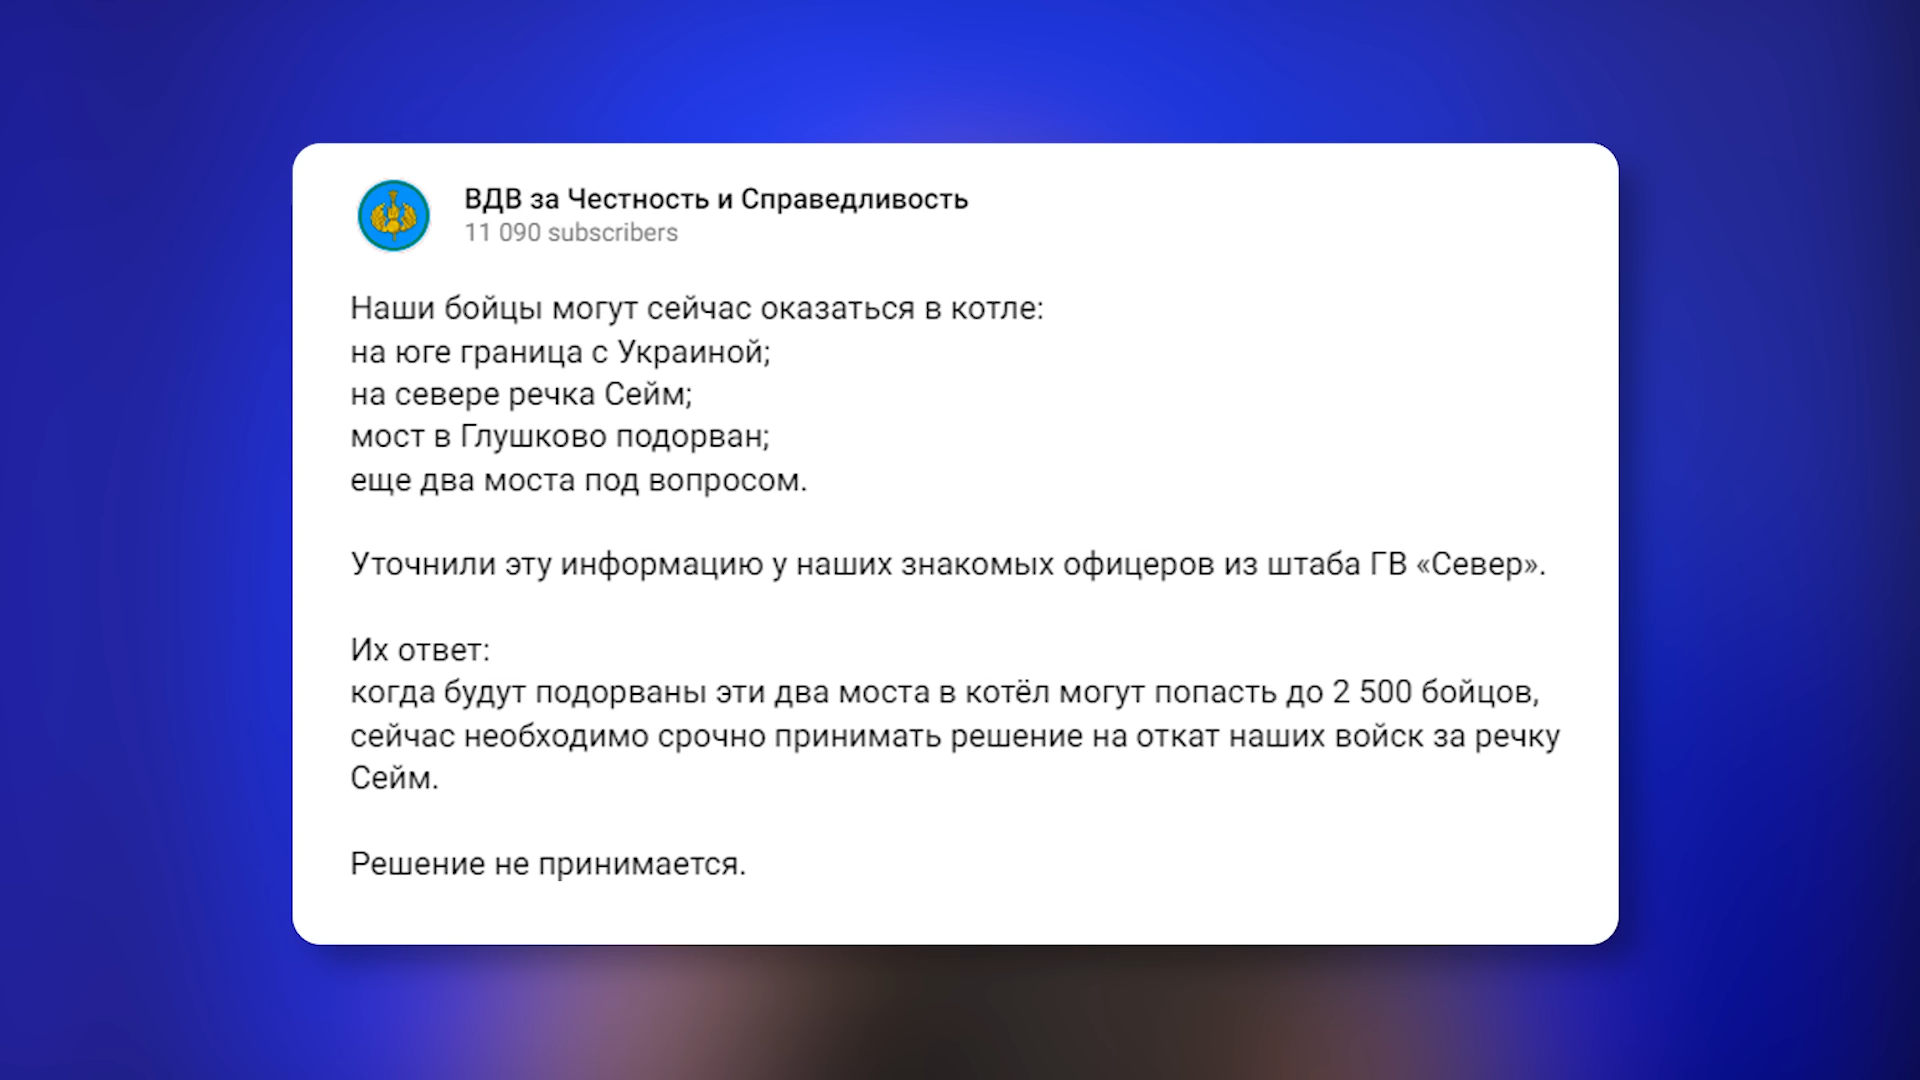 ВДВ за Честность и Справедливость
11 090 subscribers
Наши бойцы могут сейчас оказаться в котле:
на юге граница с Украиной;
на севере речка Сейм;
мост в Глушково подорван;
еще два моста под вопросом.
Уточнили эту информацию у наших знакомых офицеров из штаба ГВ «Север».
Их ответ:
когда будут подорваны эти два моста в котёл могут попасть до 2 500 бойцов,
сейчас необходимо срочно принимать решение на откат наших войск за речку
Сейм.
Решение не принимается.